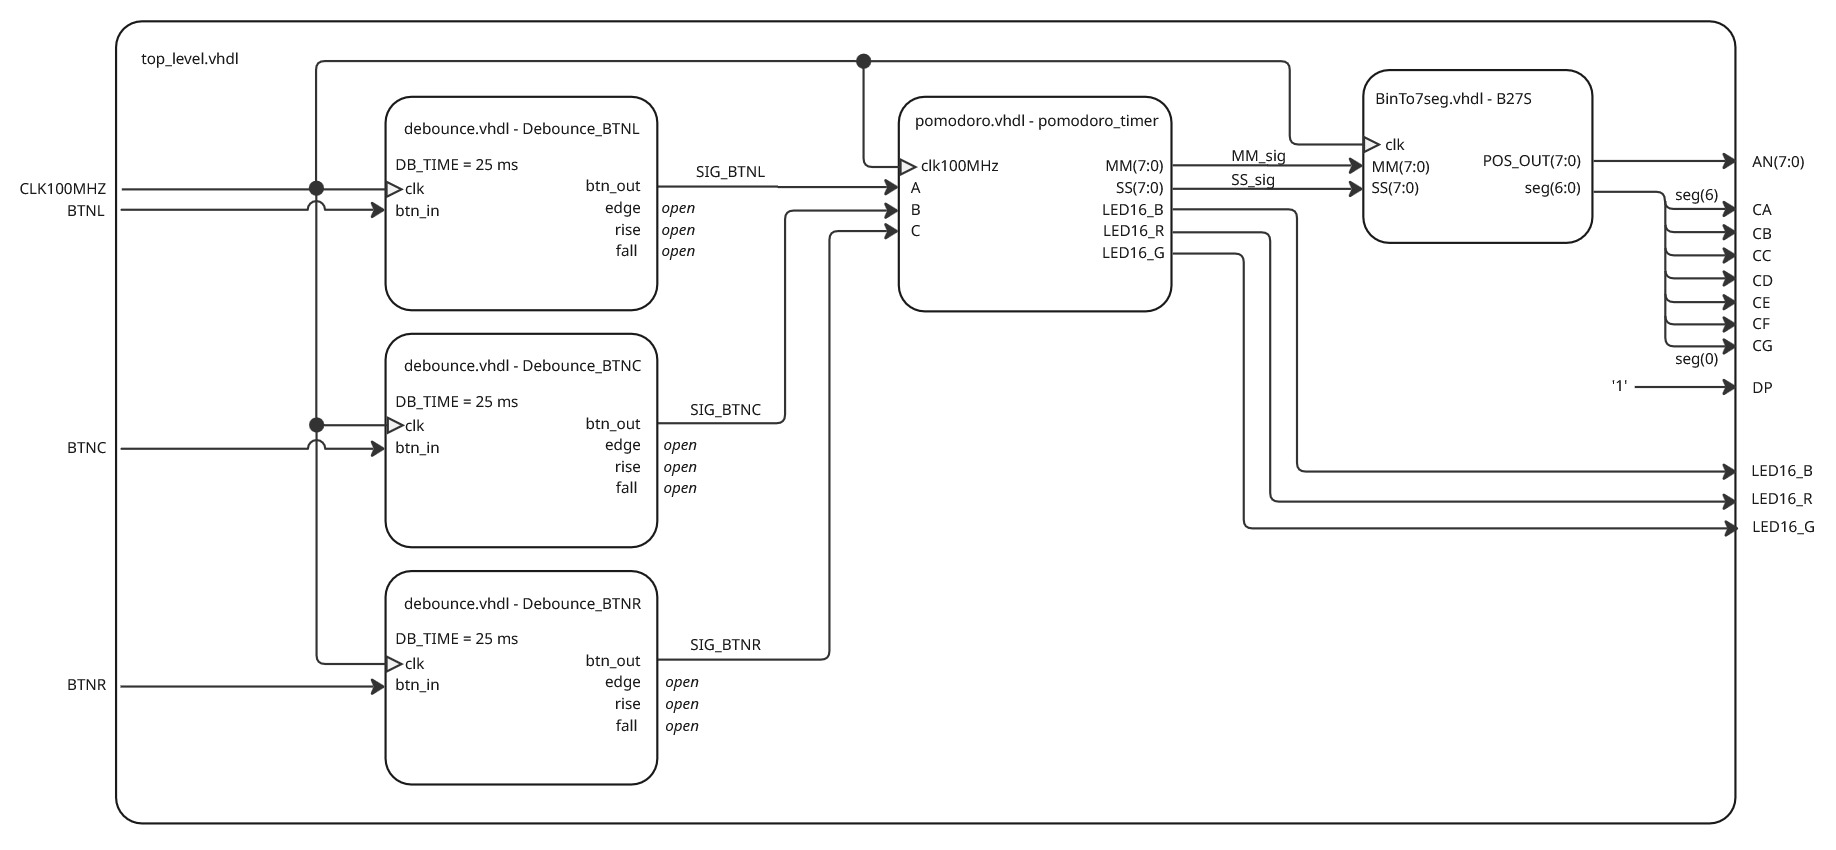 top_level.vhdl
CLK100MHZ
BTNL
BTNC
BTNR
debounce.vhdl - Debounce_BTNL
DB_TIME = 25 ms
clk
btn_in
btn_out
edge
rise
fall
open
open
open
SIG_BTNL
debounce.vhdl - Debounce_BTNC
DB_TIME = 25 ms
clk
btn_in
btn_out
edge
rise
fall
open
open
open
SIG_BTNC
debounce.vhdl - Debounce_BTNR
DB_TIME = 25 ms
clk
btn_in
btn_out
edge
rise
fall
open
open
open
SIG_BTNR
pomodoro.vhdl - pomodoro_timer
clk100MHz
A
B
C
MM(7:0)
SS(7:0)
LED16_B
LED16_R
LED16_G
MM_sig
SS_sig
BinTo7seg.vhdl - B27S
clk
MM(7:0)
SS(7:0)
POS_OUT(7:0)
seg(6:0)
seg(6)
seg(0)
'1'
AN(7:0)
CA
CB
CC
CD
CE
CF
CG
DP
LED16_B
LED16_R
LED16_G